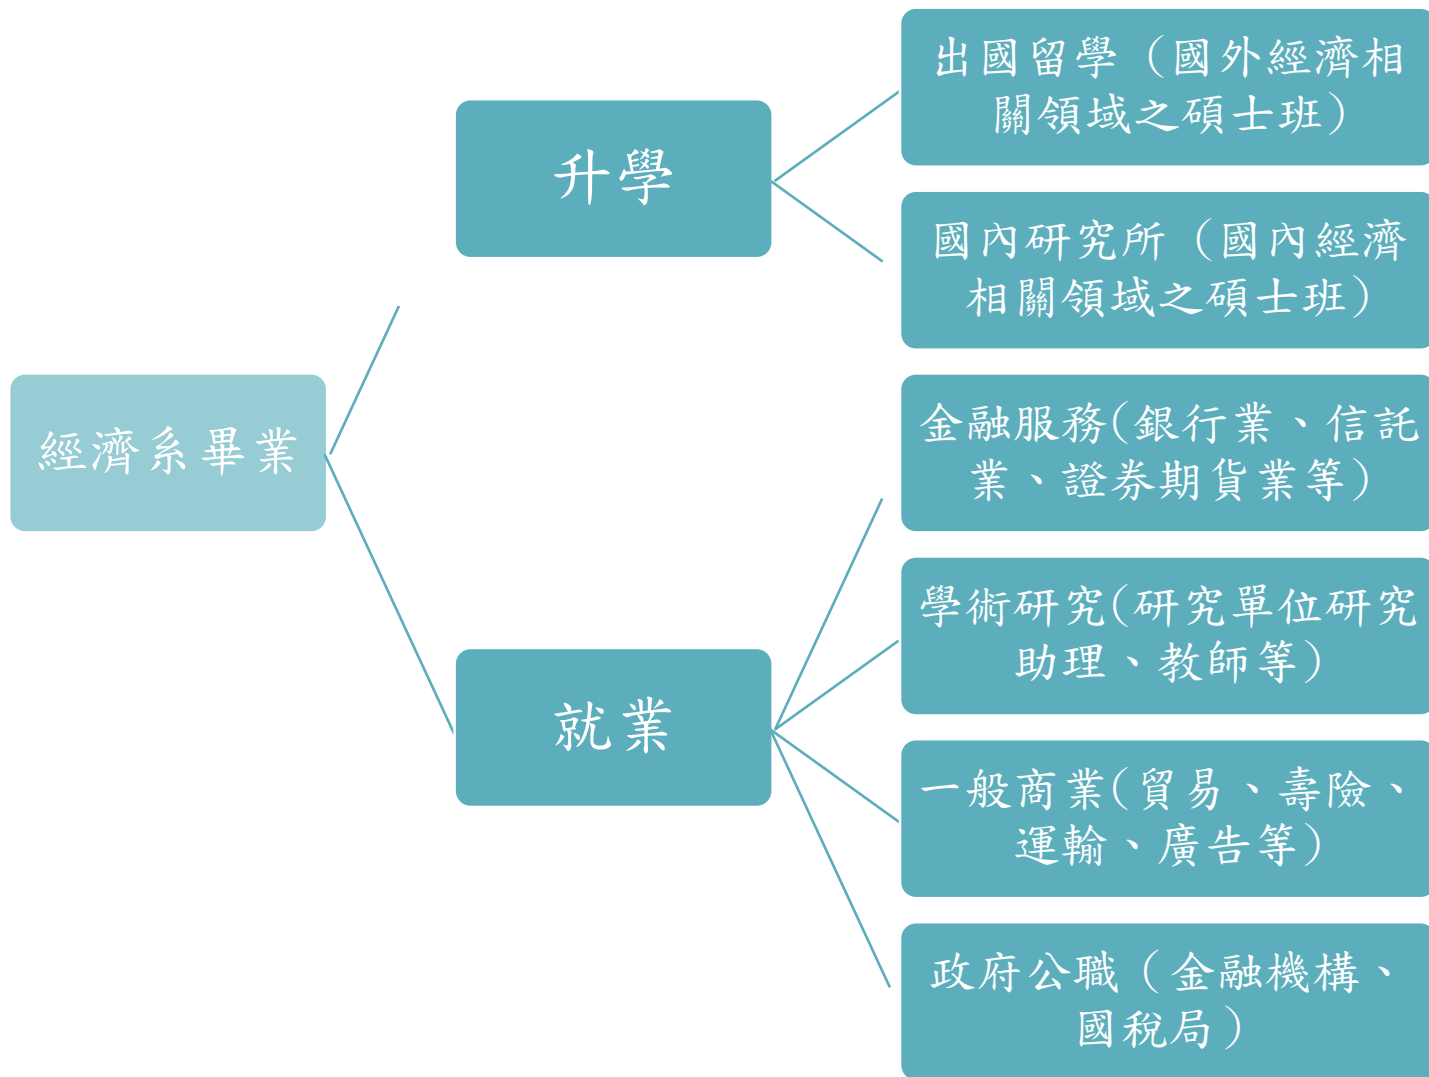 經濟系畢業
升學
出國留學（國外經濟相
關領域之碩士班）
國內研究所（國內經濟
相關領域之碩士班）
就業
金融服務(銀行業、信託
業、證券期貨業等）
學術研究(研究單位研究
助理、教師等）
一般商業(貿易、壽險、
運輸、廣告等）
政府公職（金融機構、
國稅局）